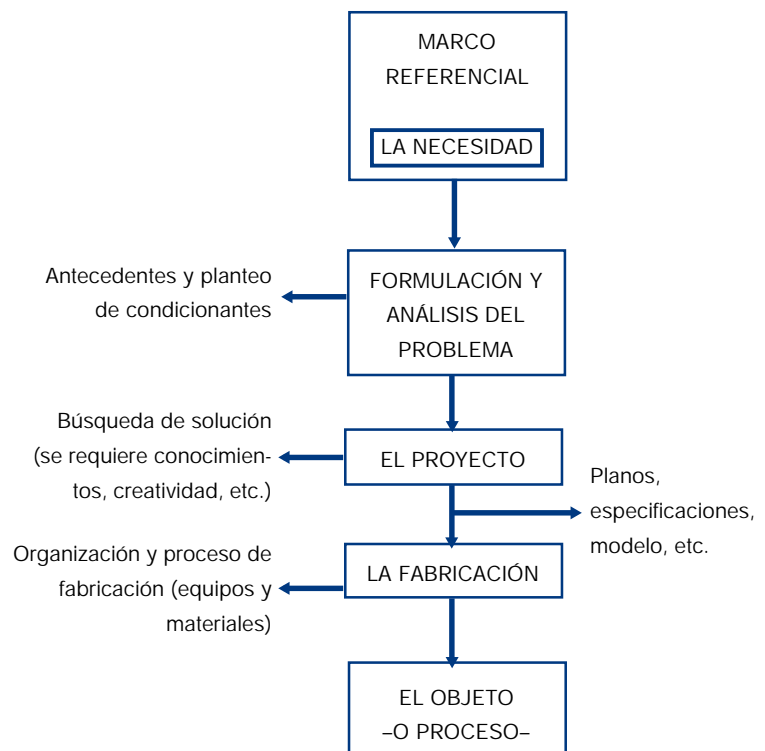 MARCO
REFERENCIAL
LA NECESIDAD
Antecedentes y planteo
de condicionantes
FORMULACIÓN Y
ANÁLISIS DEL
PROBLEMA
Búsqueda de solución
(se requiere conocimien-
tos, creatividad, etc.)
EL PROYECTO
Planos,
especificaciones,
modelo, etc.
Organización y proceso de
fabricación (equipos y
materiales)
LA FABRICACIÓN
EL OBJETO
–O PROCESO–